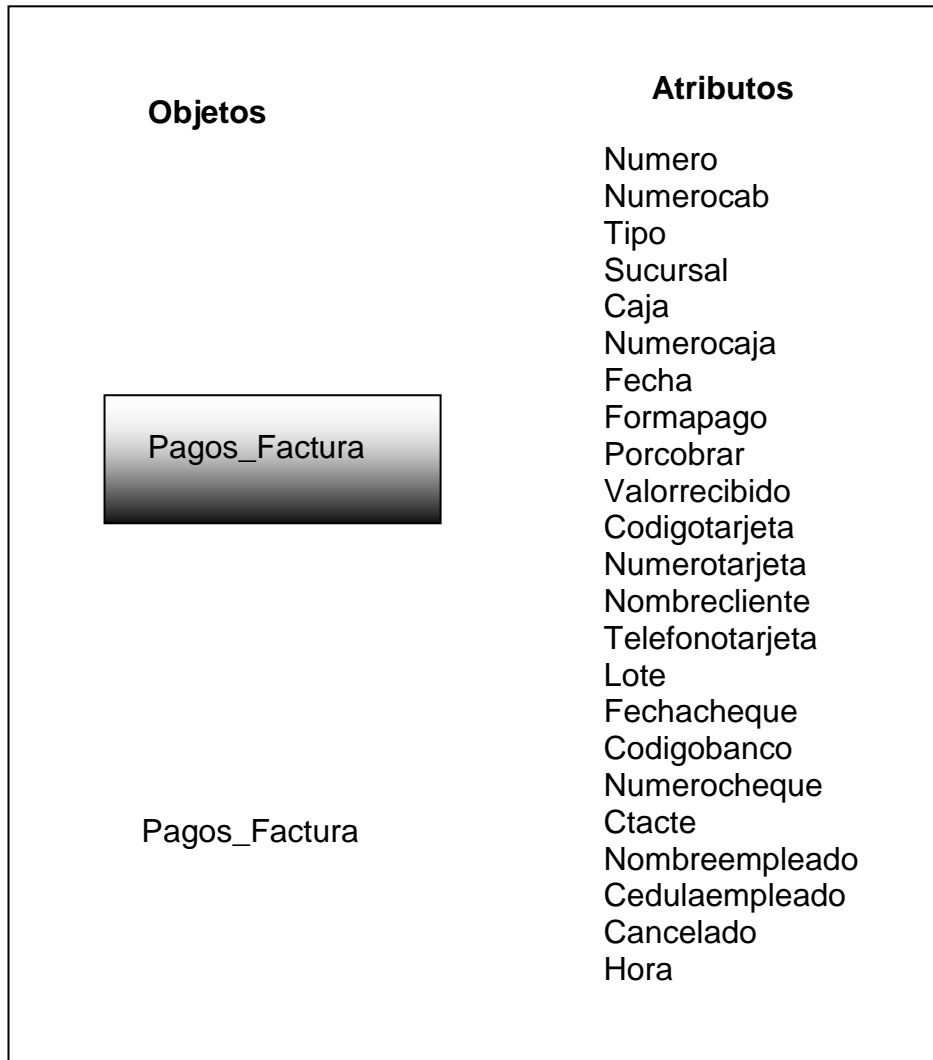 Objetos
Atributos
Pagos_Factura
Pagos_Factura
Numero
Numerocab
Tipo
Sucursal
Caja
Numerocaja
Fecha
Formapago
Porcobrar
Valorrecibido
Codigotarjeta
Numerotarjeta
Nombrecliente
Telefonotarjeta
Lote
Fechacheque
Codigobanco
Numerocheque
Ctacte
Nombreempleado
Cedulaempleado
Cancelado
Hora